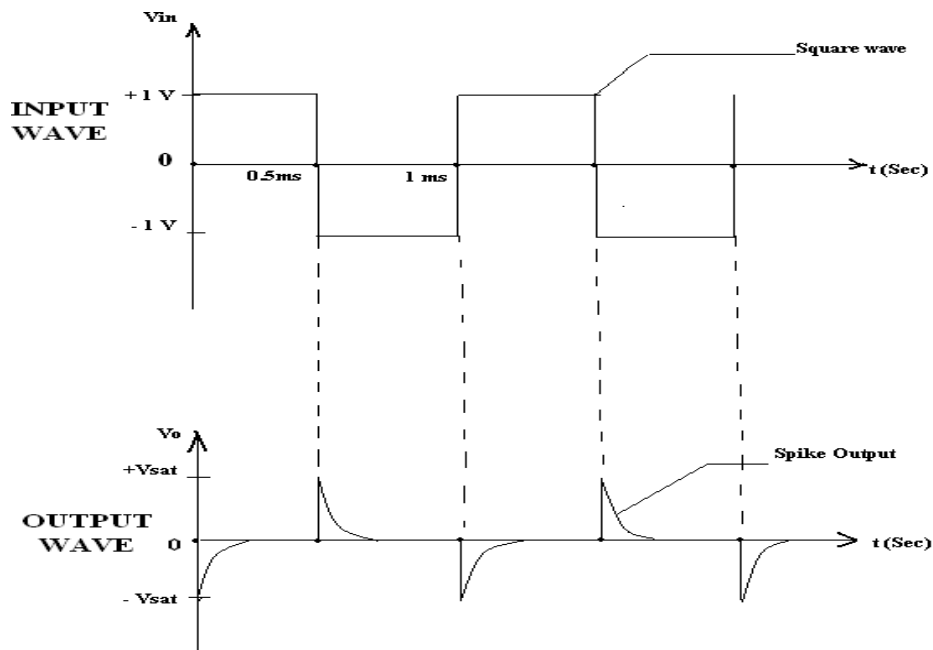 Vin
Square wave
+1 V
INPUT
WAVE
0
0.5ms
1 ms
t (Sec)
- 1 V
Vo
+Vsat
Spike Output
OUTPUT
WAVE
0
t (Sec)
- Vsat